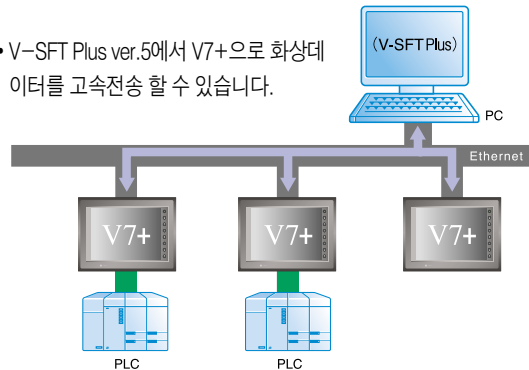 • V-SFT Plus ver.5에서 V7+으로 화상데
이터를 고속전송 할 수 있습니다.
(V-SFT Plus)
PC
Ethernet
V7+ V7+ V7+
PLC PLC